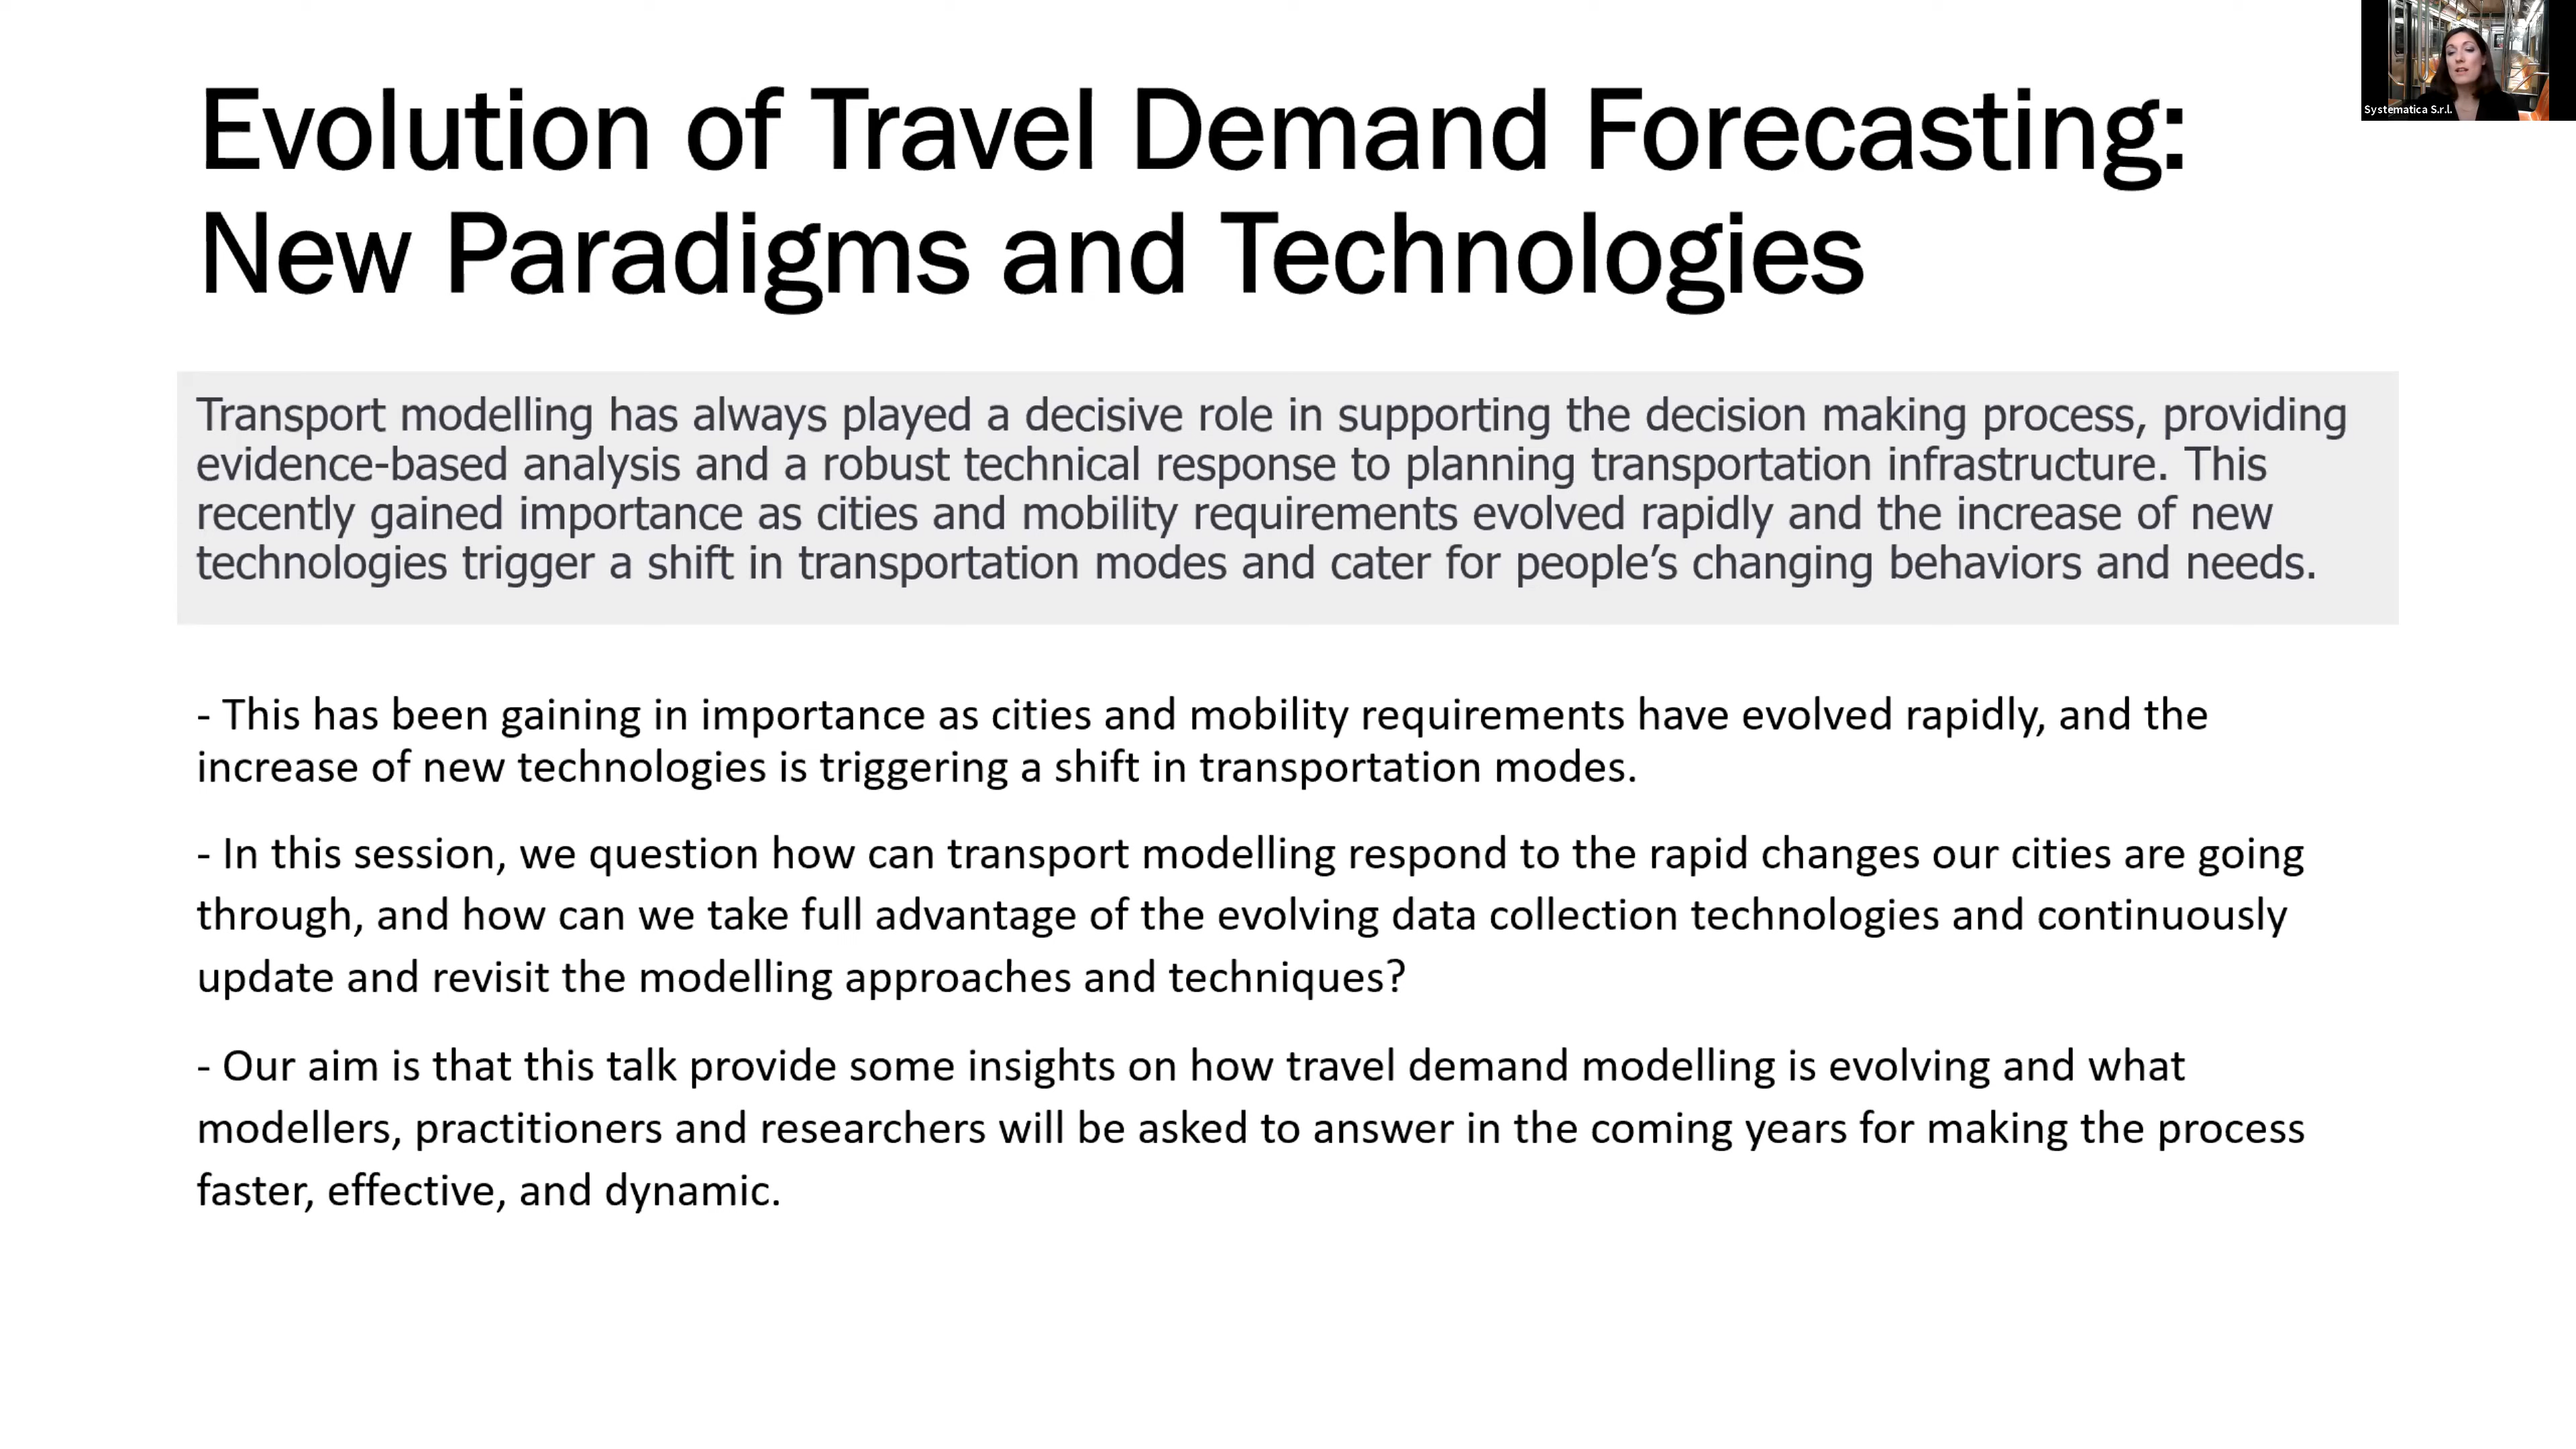 Evolution of Travel Demand Forecasting:
New Paradigms and Technologies
Systematica S.r.l.
Transport modelling has always played a decisive role in supporting the decision making process, providing
evidence-based analysis and a robust technical response to planning transportation infrastructure. This
recently gained importance as cities and mobility requirements evolved rapidly and the increase of new
technologies trigger a shift in transportation modes and cater for people’s changing behaviors and needs.
- This has been gaining in importance as cities and mobility requirements have evolved rapidly, and the
increase of new technologies is triggering a shift in transportation modes.
- In this session, we question how can transport modelling respond to the rapid changes our cities are going
through, and how can we take full advantage of the evolving data collection technologies and continuously
update and revisit the modelling approaches and techniques?
- Our aim is that this talk provide some insights on how travel demand modelling is evolving and what
modellers, practitioners and researchers will be asked to answer in the coming years for making the process
faster, effective, and dynamic.